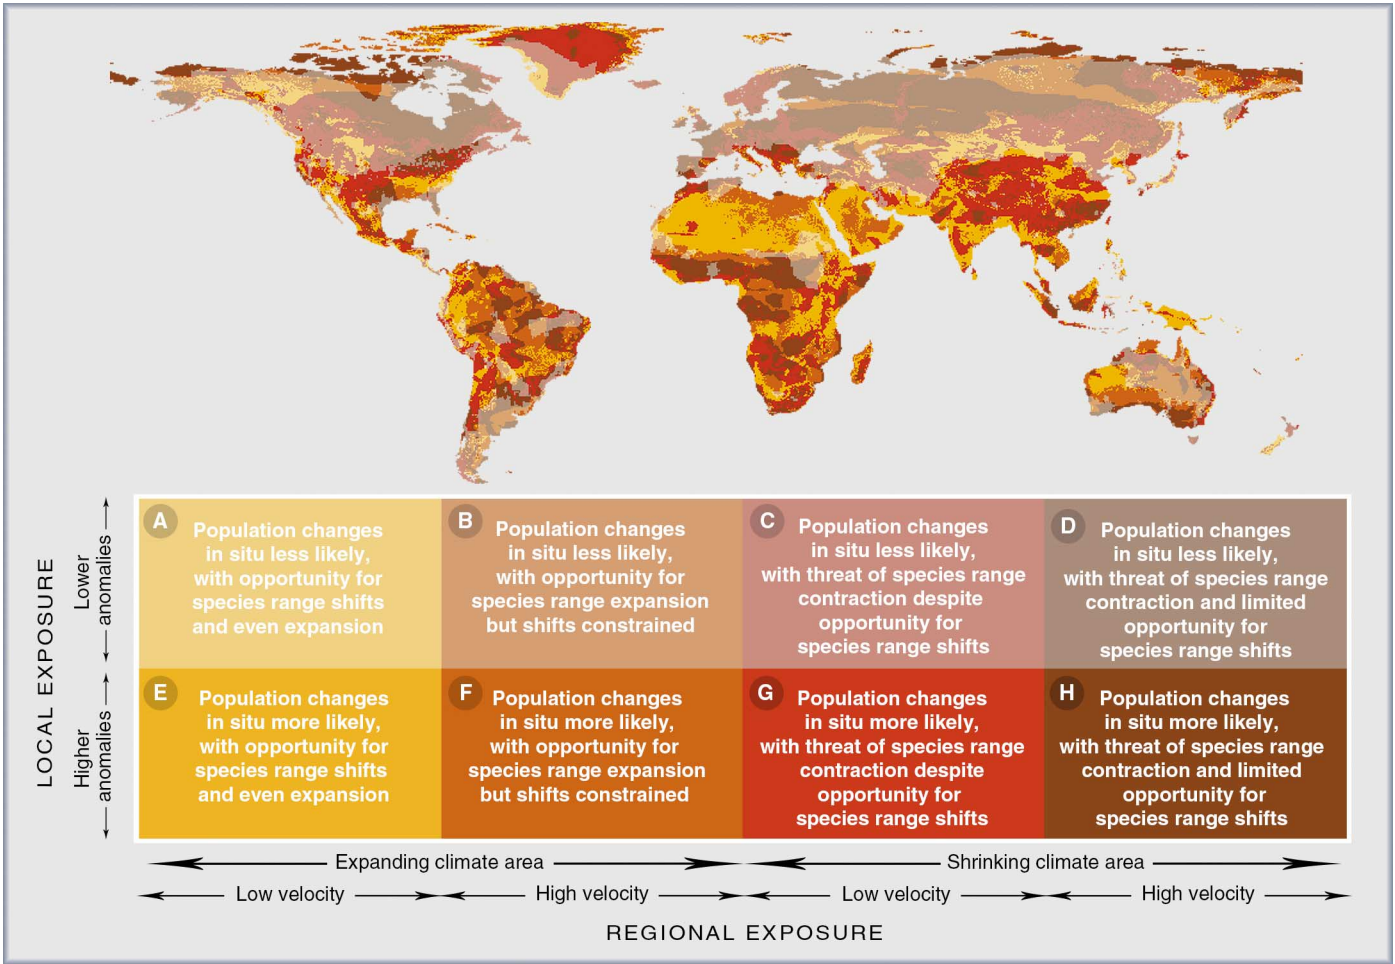 A
Population changes
in situ less likely,
with opportunity for
species range shifts
and even expansion
B
Population changes
in situ less likely,
with opportunity for
species range expansion
but shifts constrained
C
Population changes
in situ less likely,
with threat of species range
contraction despite
opportunity for
species range shifts
D
Population changes
in situ less likely,
with threat of species range
contraction and limited
opportunity for
species range shifts
E
Population changes
in situ more likely,
with opportunity for
species range shifts
and even expansion
F
Population changes
in situ more likely,
with opportunity for
species range expansion
but shifts constrained
G
Population changes
in situ more likely,
with threat of species range
contraction despite
opportunity for
species range shifts
H
Population changes
in situ more likely,
with threat of species range
contraction and limited
opportunity for
species range shifts
LOCAL EXPOSURE
Lower
anomalies
Higher
anomalies
Expanding climate area
Shrinking climate area
Low velocity
High velocity
Low velocity
High velocity
REGIONAL EXPOSURE